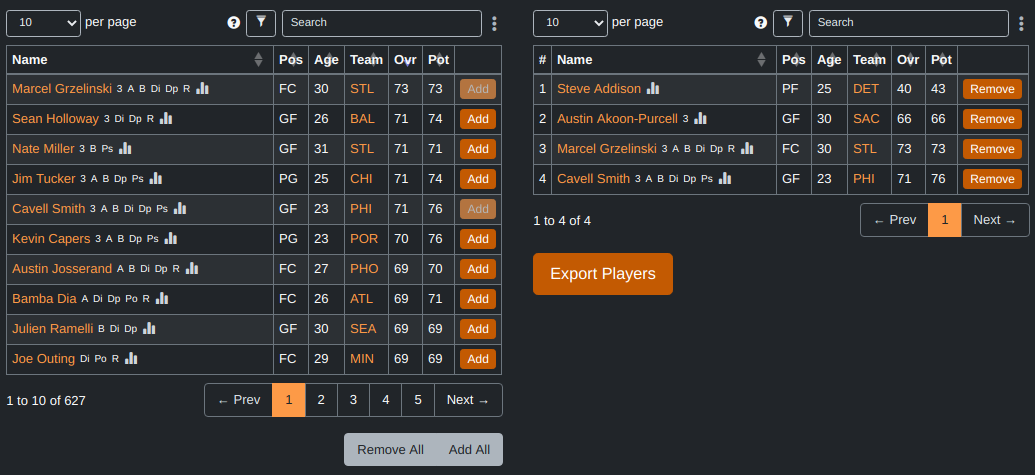 10 per page ? Search
Name Pos Age Team Ovr Pot
Marcel Grzelinski 3 A B Di Dp R FC 30 STL 73 73 Add
Sean Holloway 3 Di Dp R GF 26 BAL 71 74 Add
Nate Miller 3 B Ps GF 31 STL 71 71 Add
Jim Tucker 3 A B Dp Ps PG 25 CHI 71 74 Add
Cavell Smith 3 A B Di Dp Ps GF 23 PHI 71 76 Add
Kevin Capers 3 A B Dp Ps PG 23 POR 70 76 Add
Austin Josserand A B Di Dp R FC 27 PHO 69 70 Add
Bamba Dia A Di Dp Po R FC 26 ATL 69 71 Add
Julien Ramelli B Di Dp GF 30 SEA 69 69 Add
Joe Outing Di Po R FC 29 MIN 69 69 Add
1 to 10 of 627 ← Prev 1 2 3 4 5 Next →
Remove All Add All
10 per page ? Search
# Name Pos Age Team Ovr Pot
1 Steve Addison PF 25 DET 40 43 Remove
2 Austin Akoon-Purcell 3 GF 30 SAC 66 66 Remove
3 Marcel Grzelinski 3 A B Di Dp R FC 30 STL 73 73 Remove
4 Cavell Smith 3 A B Di Dp Ps GF 23 PHI 71 76 Remove
1 to 4 of 4 ← Prev 1 Next →
Export Players